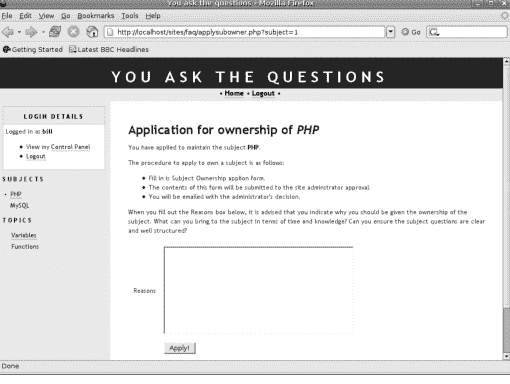 You ask the questions - Mozilla Firefox
File Edit View Go Bookmarks Tools Help
http://localhost/sites/faq/applysubowner.php?subject=1
Go
Getting Started
Latest BBC Headlines
YOU ASK THE QUESTIONS
• Home • Logout •
LOGIN DETAILS
Logged in as bill
• View my Control Panel
• Logout
SUBJECTS
• PHP
MySQL
TOPICS
Variables
Functions
Application for ownership of PHP
You have applied to maintain the subject PHP.
The procedure to apply to own a subject is as follows:
• Fill in is Subject Ownership appliion form.
• The contents of this form will be submitted to the site adminstrator approval.
• You will be emailed with the administrator's decision.
When you fill out the Reasons box below, it is advised that you indicate why you should be given the ownership of the
subject. What can you bring to the subject in terms of time and knowledge? Can you ensure the subject questions are clear
and well structured?
Reasons
Apply!
Done